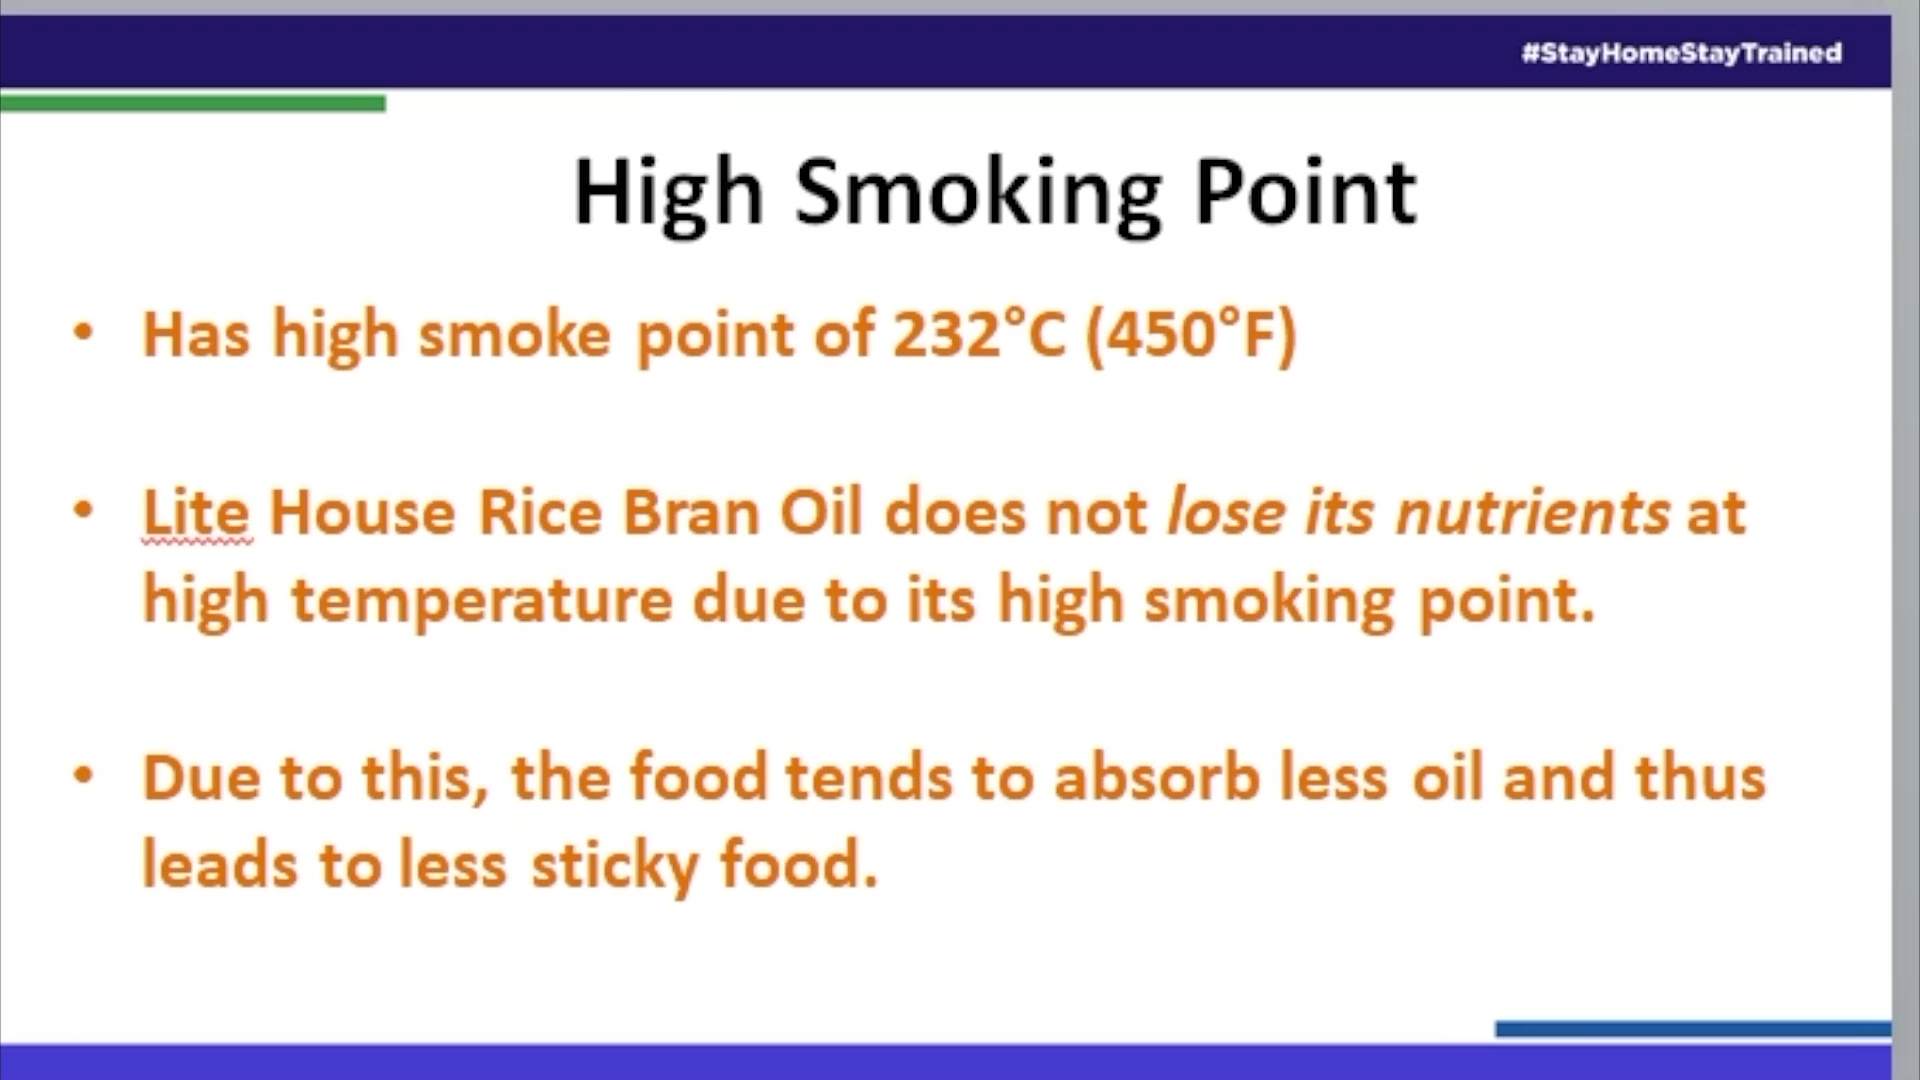 #StayHomeStayTrained
High Smoking Point
• Has high smoke point of 232°C (450°F)
• Lite House Rice Bran Oil does not lose its nutrients at
high temperature due to its high smoking point.
• Due to this, the food tends to absorb less oil and thus
leads to less sticky food.